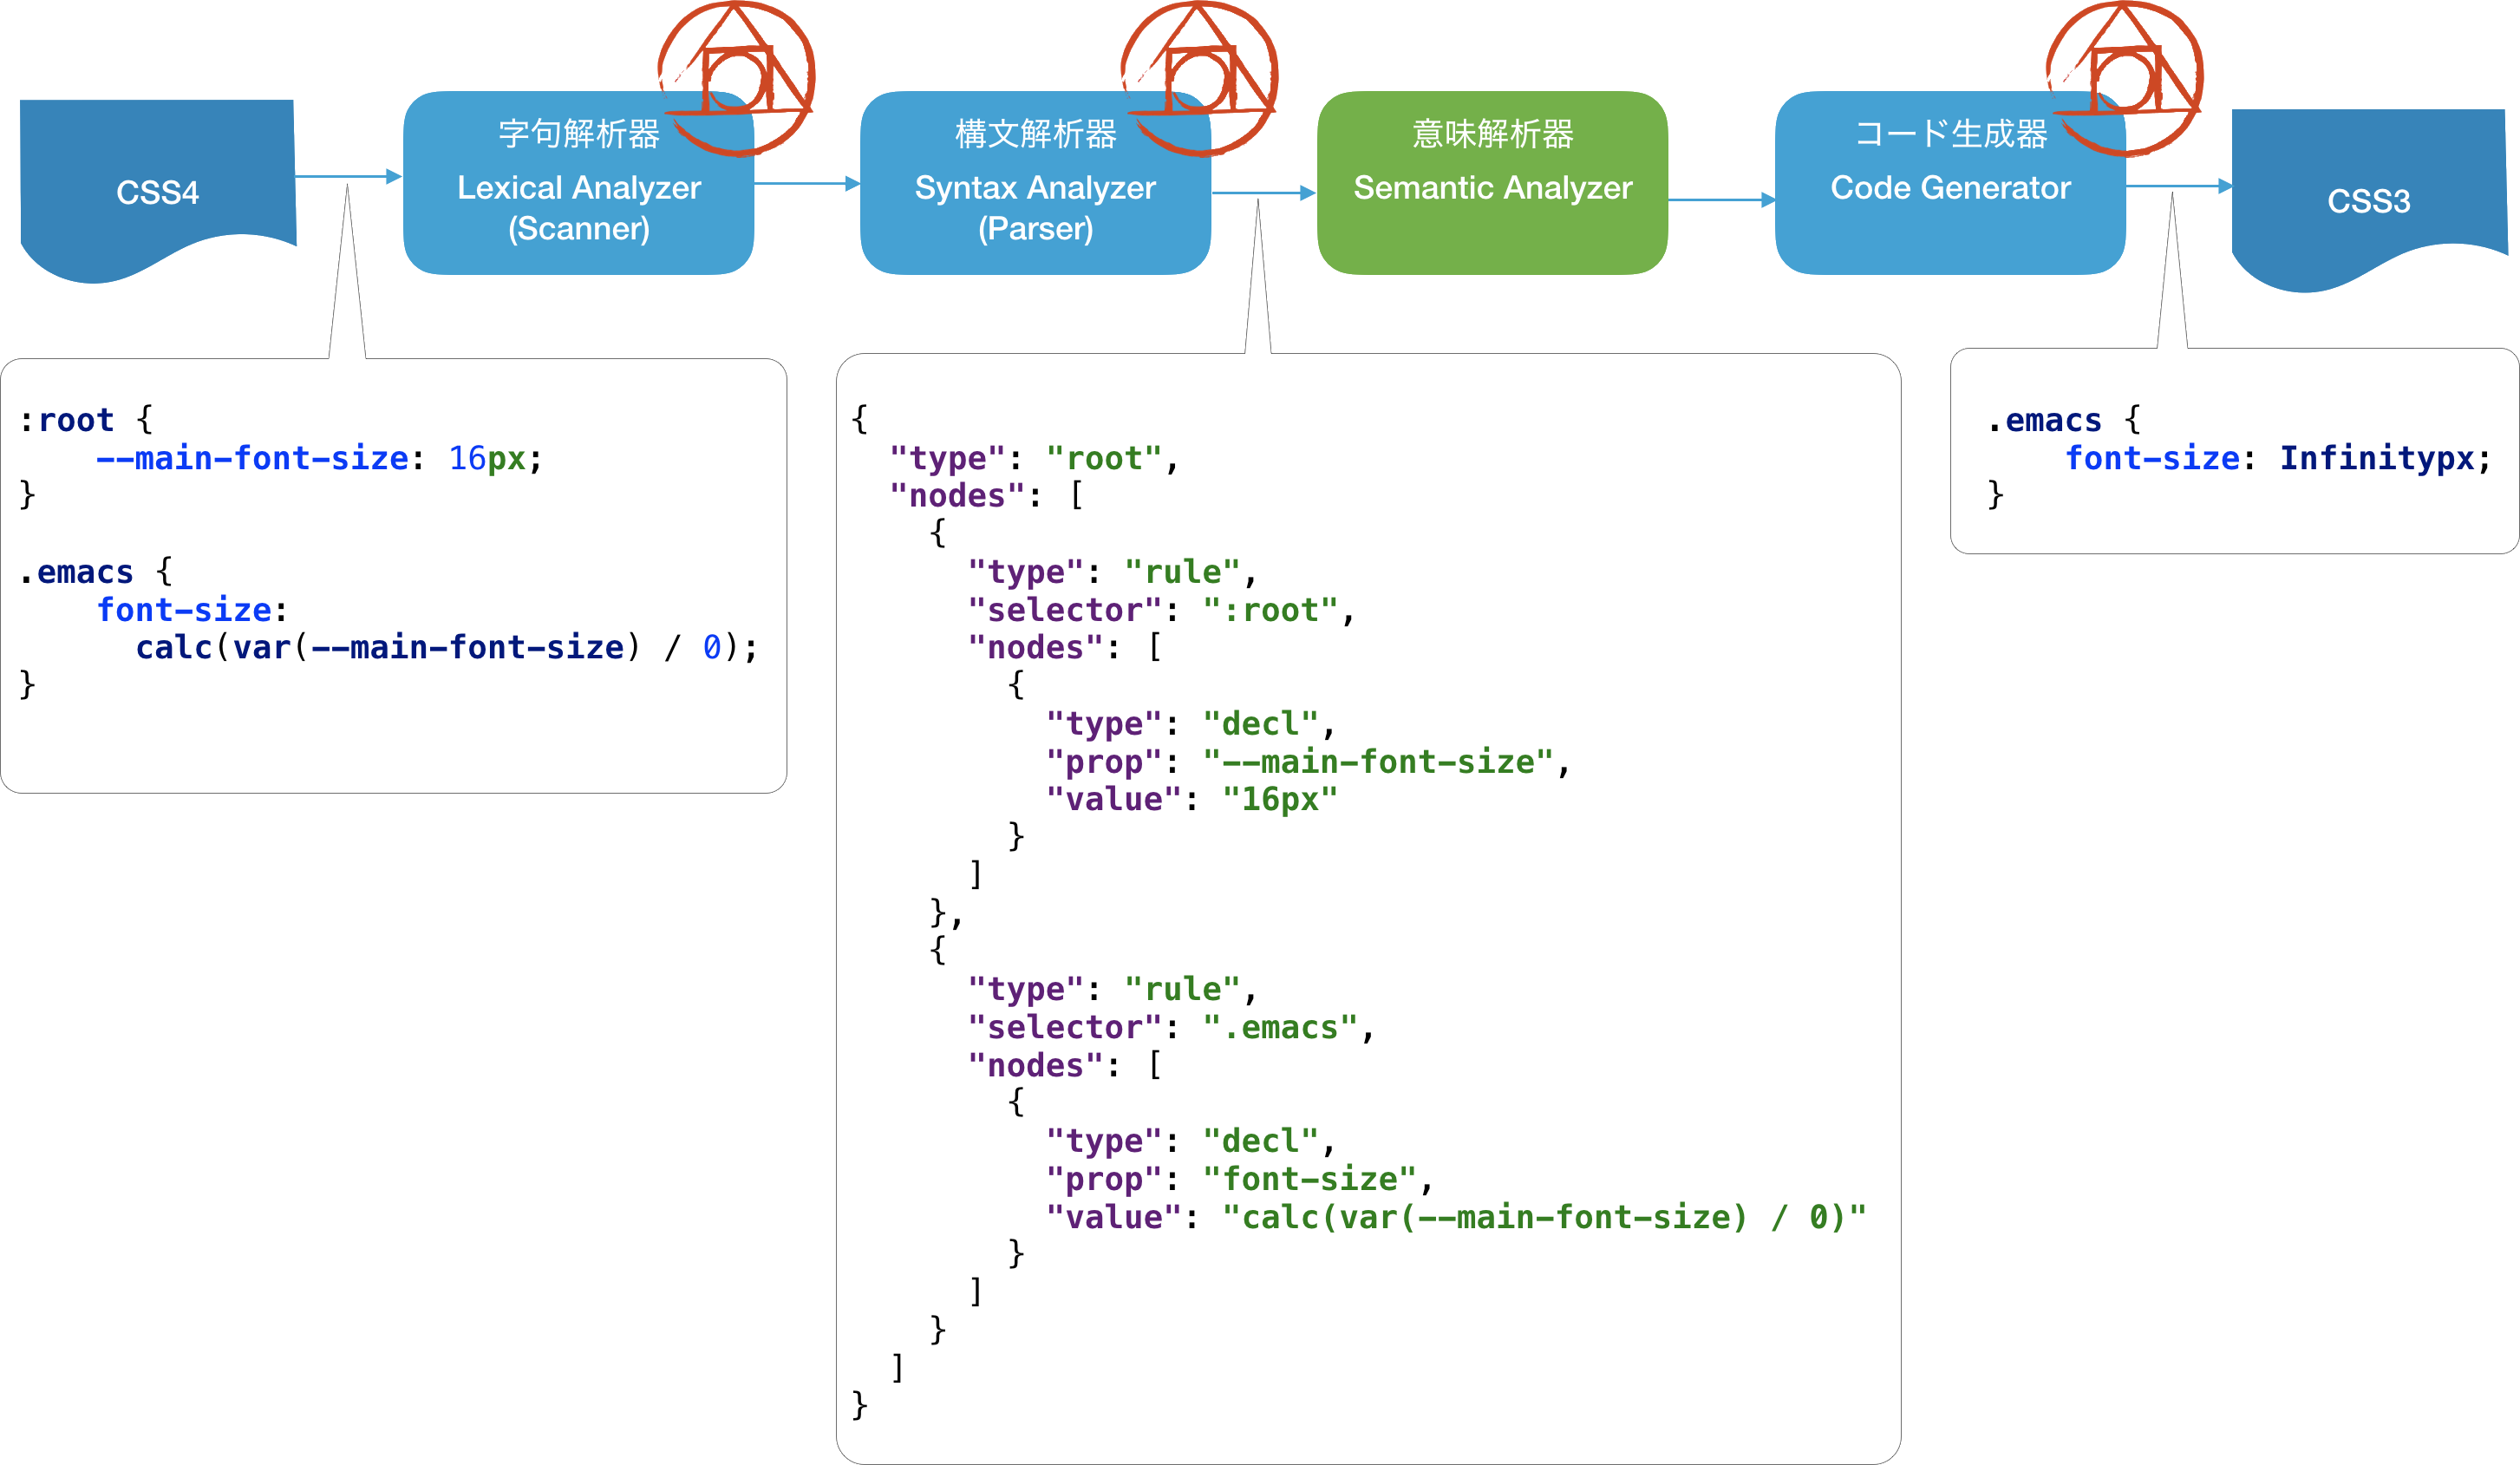 CSS4
字句解析器
Lexical Analyzer
(Scanner)
構文解析器
Syntax Analyzer
(Parser)
意味解析器
Semantic Analyzer
コード生成器
Code Generator
CSS3
:root {
    --main-font-size: 16px;
}

.emacs {
    font-size:
      calc(var(--main-font-size) / 0);
}
{
  "type": "root",
  "nodes": [
    {
      "type": "rule",
      "selector": ":root",
      "nodes": [
        {
          "type": "decl",
          "prop": "--main-font-size",
          "value": "16px"
        }
      ]
    },
    {
      "type": "rule",
      "selector": ".emacs",
      "nodes": [
        {
          "type": "decl",
          "prop": "font-size",
          "value": "calc(var(--main-font-size) / 0)"
        }
      ]
    }
  ]
}
.emacs {
    font-size: Infinitypx;
}